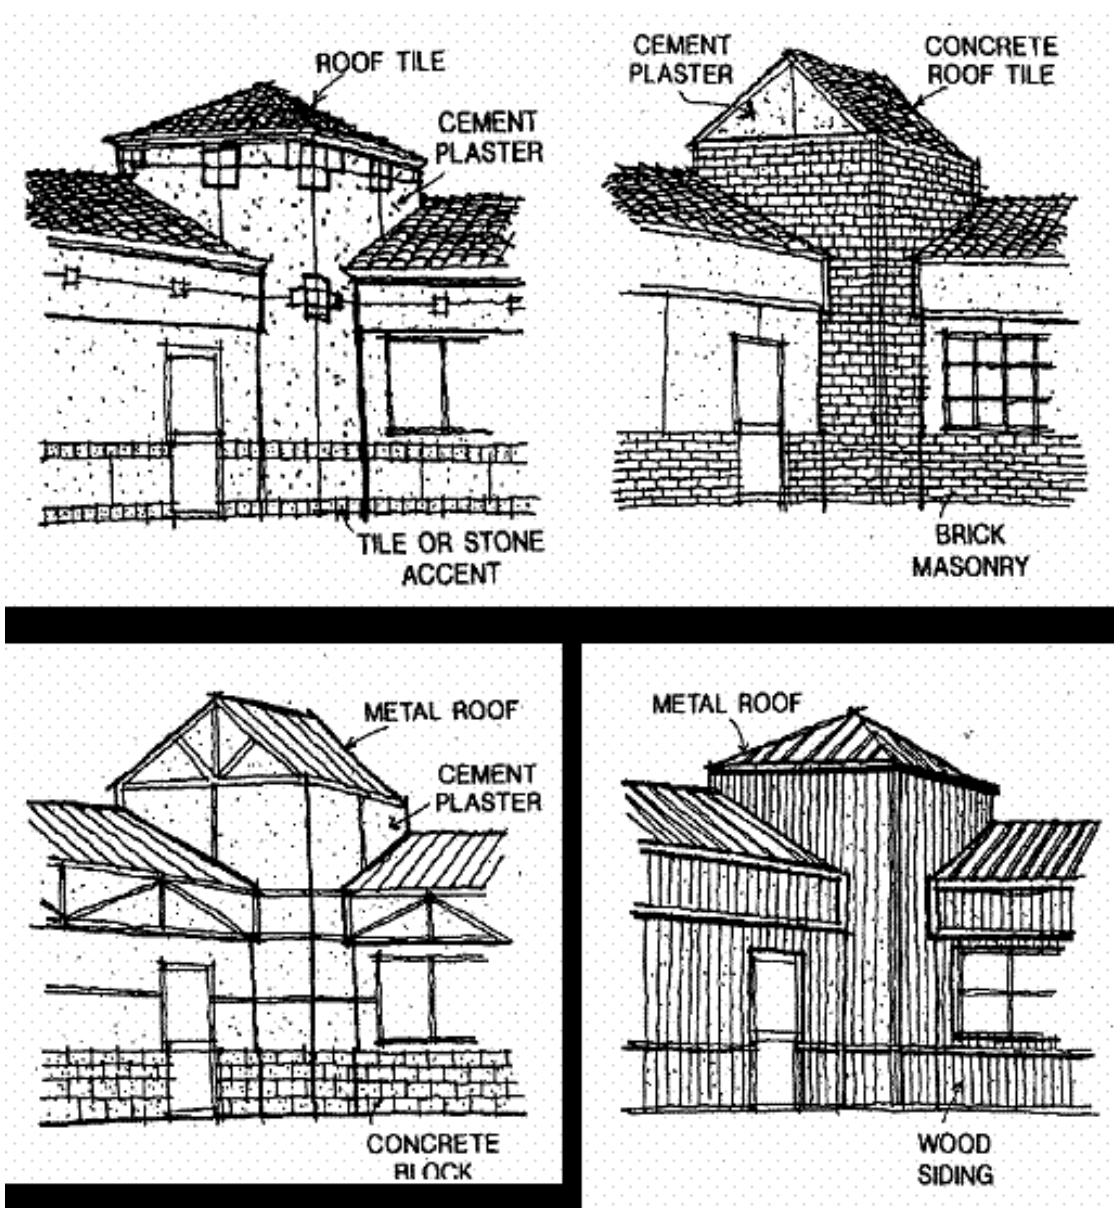 ROOF TILE
CEMENT
PLASTER
TILE OR STONE
ACCENT
CEMENT
PLASTER
CONCRETE
ROOF TILE
BRICK
MASONRY
METAL ROOF
CEMENT
PLASTER
CONCRETE
BLOCK
METAL ROOF
WOOD
SIDING